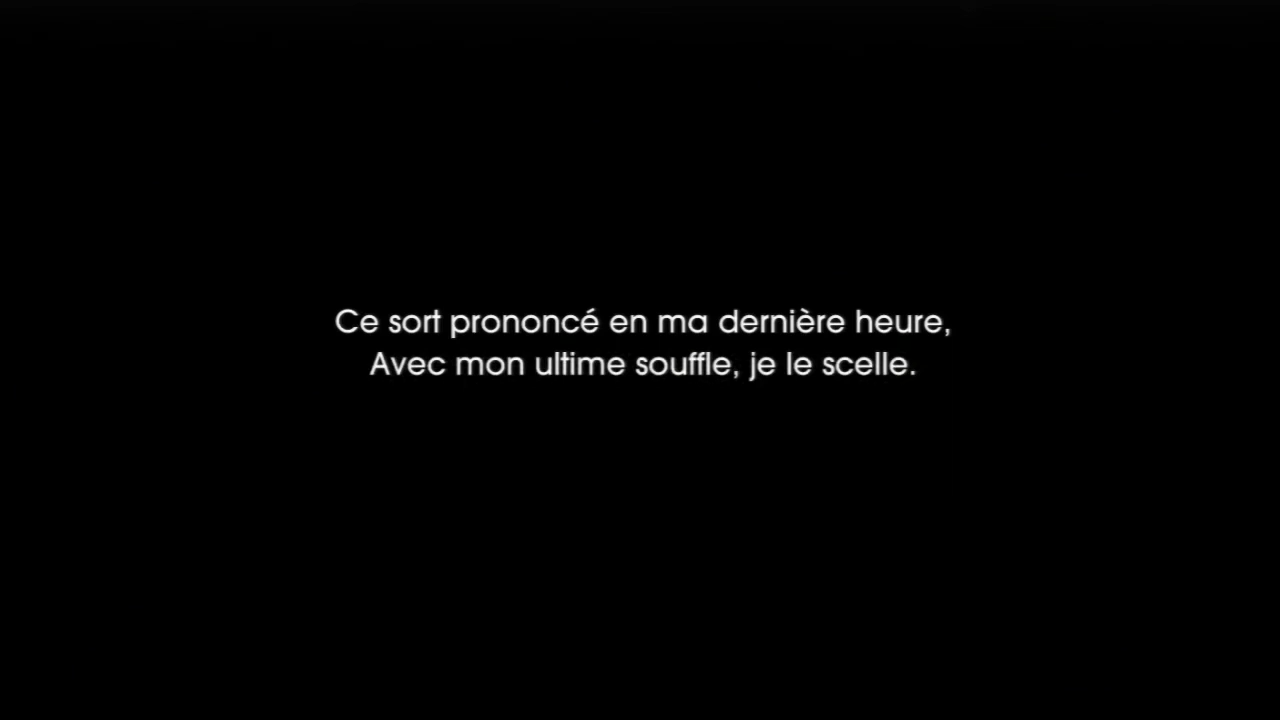 Ce sort prononcé en ma dernière heure,
Avec mon ultime souffle, je le scelle.